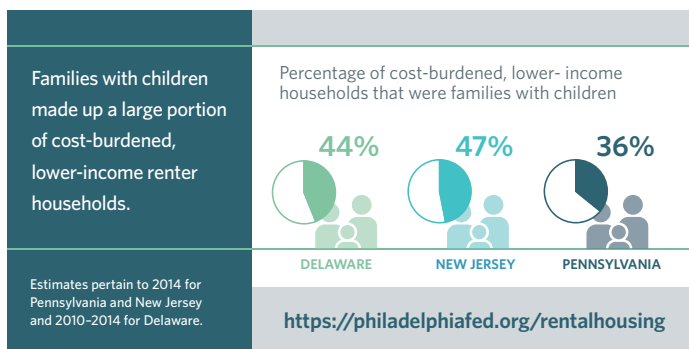 Families with children
made up a large portion
of cost-burdened,
lower-income renter
households.
Estimates pertain to 2014 for
Pennsylvania and New Jersey
and 2010–2014 for Delaware.
Percentage of cost-burdened, lower- income
households that were families with children
44%
47%
36%
DELAWARE
NEW JERSEY
PENNSYLVANIA
https://philadelphiafed.org/rentalhousing